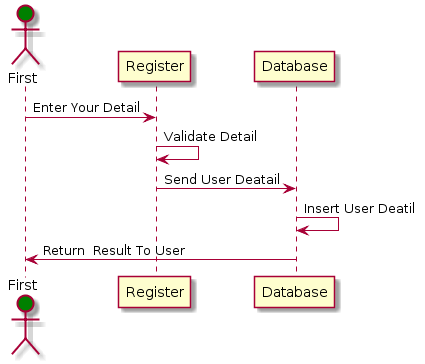 First
Register
Database
Enter Your Detail
Validate Detail
Send User Deatail
Insert User Deatil
Return  Result To User
First
Register
Database